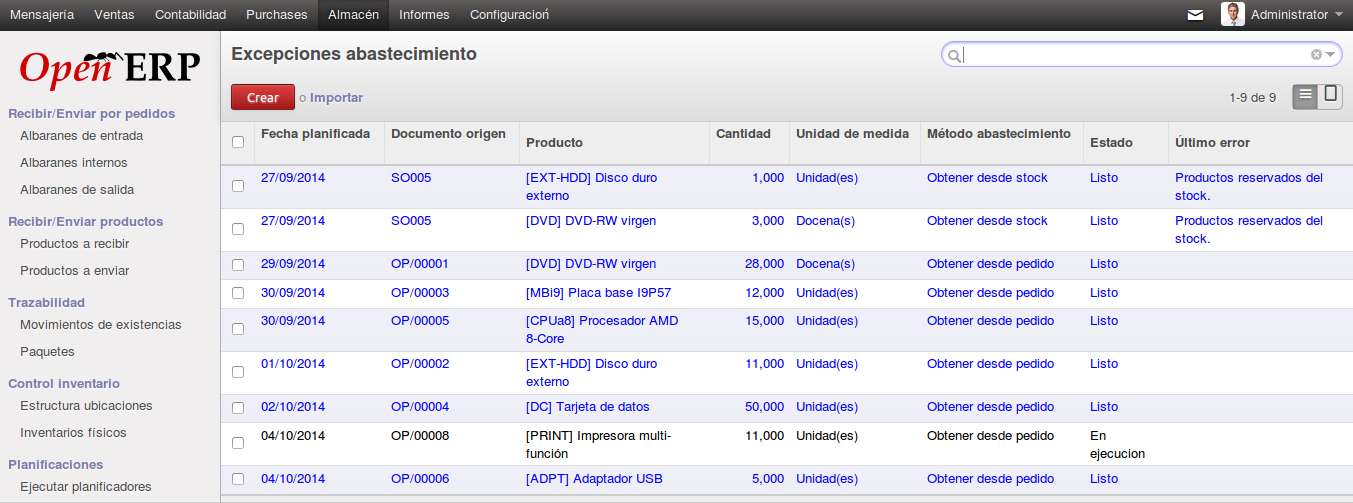 Mensajería Ventas Contabilidad Purchases Almacén Informes Configuracioń Administrator
Open ERP
Recibir/Enviar por pedidos
Albaranes de entrada
Albaranes internos
Albaranes de salida
Recibir/Enviar productos
Productos a recibir
Productos a enviar
Trazabilidad
Movimientos de existencias
Paquetes
Control inventario
Estructura ubicaciones
Inventarios físicos
Planificaciones
Ejecutar planificadores
Excepciones abastecimiento
Crear o Importar 1-9 de 9
Fecha planificada Documento origen Producto Cantidad Unidad de medida Método abastecimiento Estado Último error
27/09/2014 SO005 [EXT-HDD] Disco duro 1,000 Unidad(es) Obtener desde stock Listo Productos reservados del
externo stock.
27/09/2014 SO005 [DVD] DVD-RW virgen 3,000 Docena(s) Obtener desde stock Listo Productos reservados del
stock.
29/09/2014 OP/00001 [DVD] DVD-RW virgen 28,000 Docena(s) Obtener desde pedido Listo
30/09/2014 OP/00003 [MBi9] Placa base I9P57 12,000 Unidad(es) Obtener desde pedido Listo
30/09/2014 OP/00005 [CPUa8] Procesador AMD 15,000 Unidad(es) Obtener desde pedido Listo
8-Core
01/10/2014 OP/00002 [EXT-HDD] Disco duro 11,000 Unidad(es) Obtener desde pedido Listo
externo
02/10/2014 OP/00004 [DC] Tarjeta de datos 50,000 Unidad(es) Obtener desde pedido Listo
04/10/2014 OP/00008 [PRINT] Impresora multi- 11,000 Unidad(es) Obtener desde pedido En
función ejecucion
04/10/2014 OP/00006 [ADPT] Adaptador USB 5,000 Unidad(es) Obtener desde pedido Listo